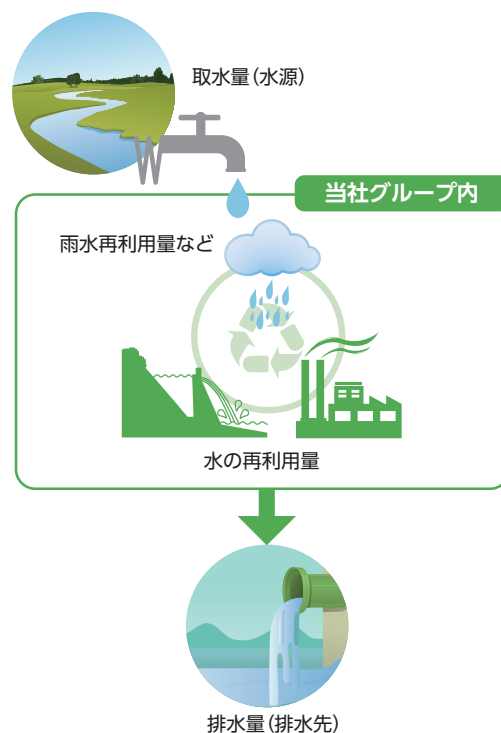 取水量（水源）
当社グループ内
雨水再利用量など
水の再利用量
排水量（排水先）